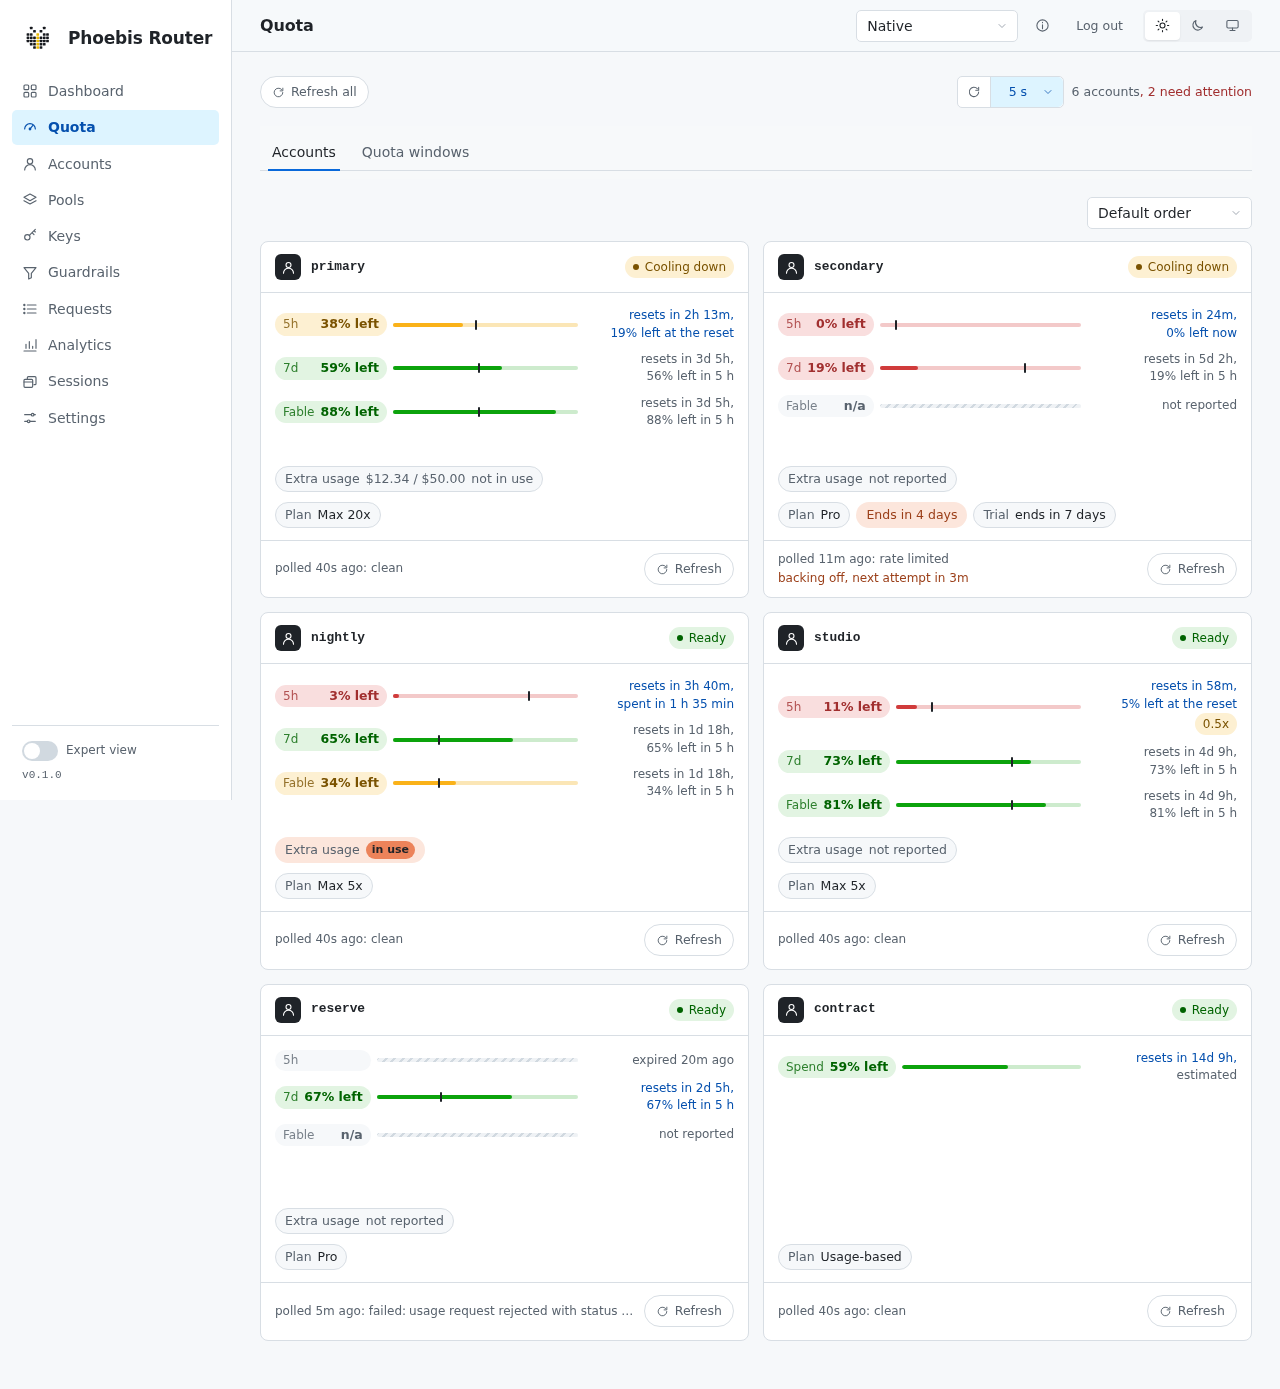 Phoebis Router
Dashboard
Quota
Accounts
Pools
Keys
Guardrails
Requests
Analytics
Sessions
Settings
Expert view
v0.1.0
Quota
Native
Log out
Refresh all
5 s
6 accounts, 2 need attention
Accounts
Quota windows
Default order
primary
Cooling down
5h 38% left
resets in 2h 13m,
19% left at the reset
7d 59% left
resets in 3d 5h,
56% left in 5 h
Fable 88% left
resets in 3d 5h,
88% left in 5 h
Extra usage $12.34 / $50.00 not in use
Plan Max 20x
polled 40s ago: clean
Refresh
secondary
Cooling down
5h 0% left
resets in 24m,
0% left now
7d 19% left
resets in 5d 2h,
19% left in 5 h
Fable n/a
not reported
Extra usage not reported
Plan Pro
Ends in 4 days
Trial ends in 7 days
polled 11m ago: rate limited
backing off, next attempt in 3m
Refresh
nightly
Ready
5h 3% left
resets in 3h 40m,
spent in 1 h 35 min
7d 65% left
resets in 1d 18h,
65% left in 5 h
Fable 34% left
resets in 1d 18h,
34% left in 5 h
Extra usage in use
Plan Max 5x
polled 40s ago: clean
Refresh
studio
Ready
5h 11% left
resets in 58m,
5% left at the reset
0.5x
7d 73% left
resets in 4d 9h,
73% left in 5 h
Fable 81% left
resets in 4d 9h,
81% left in 5 h
Extra usage not reported
Plan Max 5x
polled 40s ago: clean
Refresh
reserve
Ready
5h
expired 20m ago
7d 67% left
resets in 2d 5h,
67% left in 5 h
Fable n/a
not reported
Extra usage not reported
Plan Pro
polled 5m ago: failed: usage request rejected with status ...
Refresh
contract
Ready
Spend 59% left
resets in 14d 9h,
estimated
Plan Usage-based
polled 40s ago: clean
Refresh